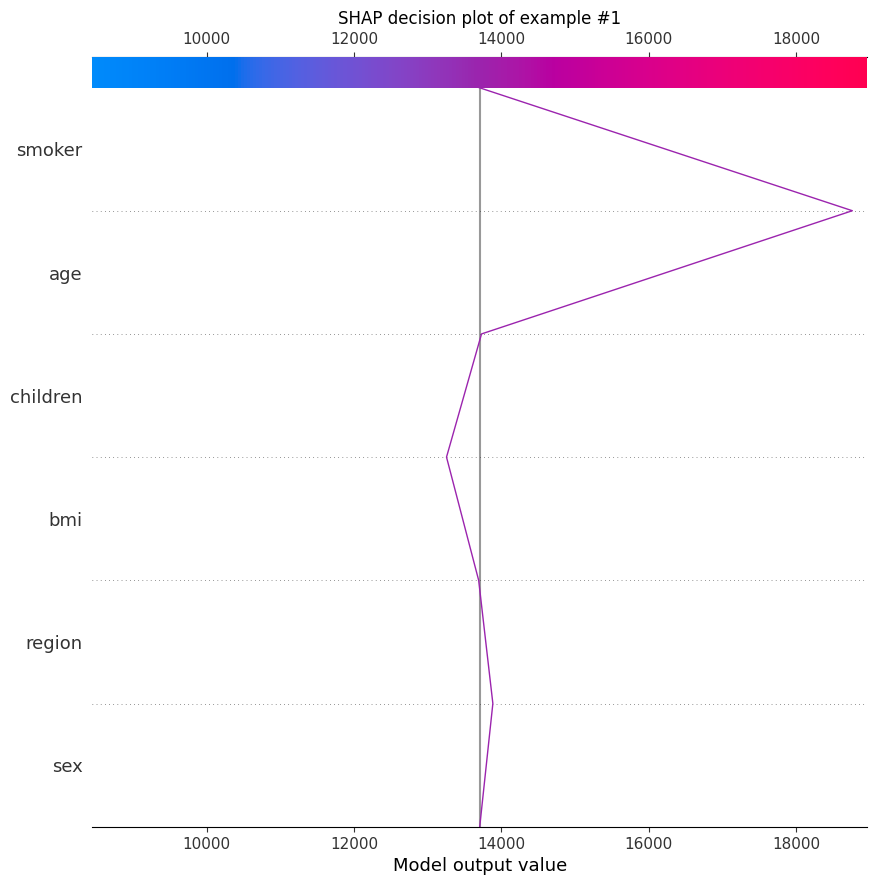 SHAP decision plot of example #1
10000 12000 14000 16000 18000
smoker
age
children
bmi
region
sex
10000 12000 14000 16000 18000
Model output value